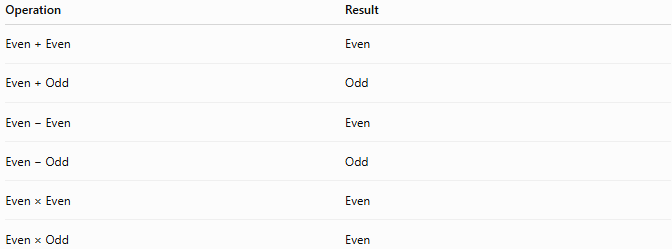 Operation Result
Even + Even Even
Even + Odd Odd
Even − Even Even
Even − Odd Odd
Even × Even Even
Even × Odd Even